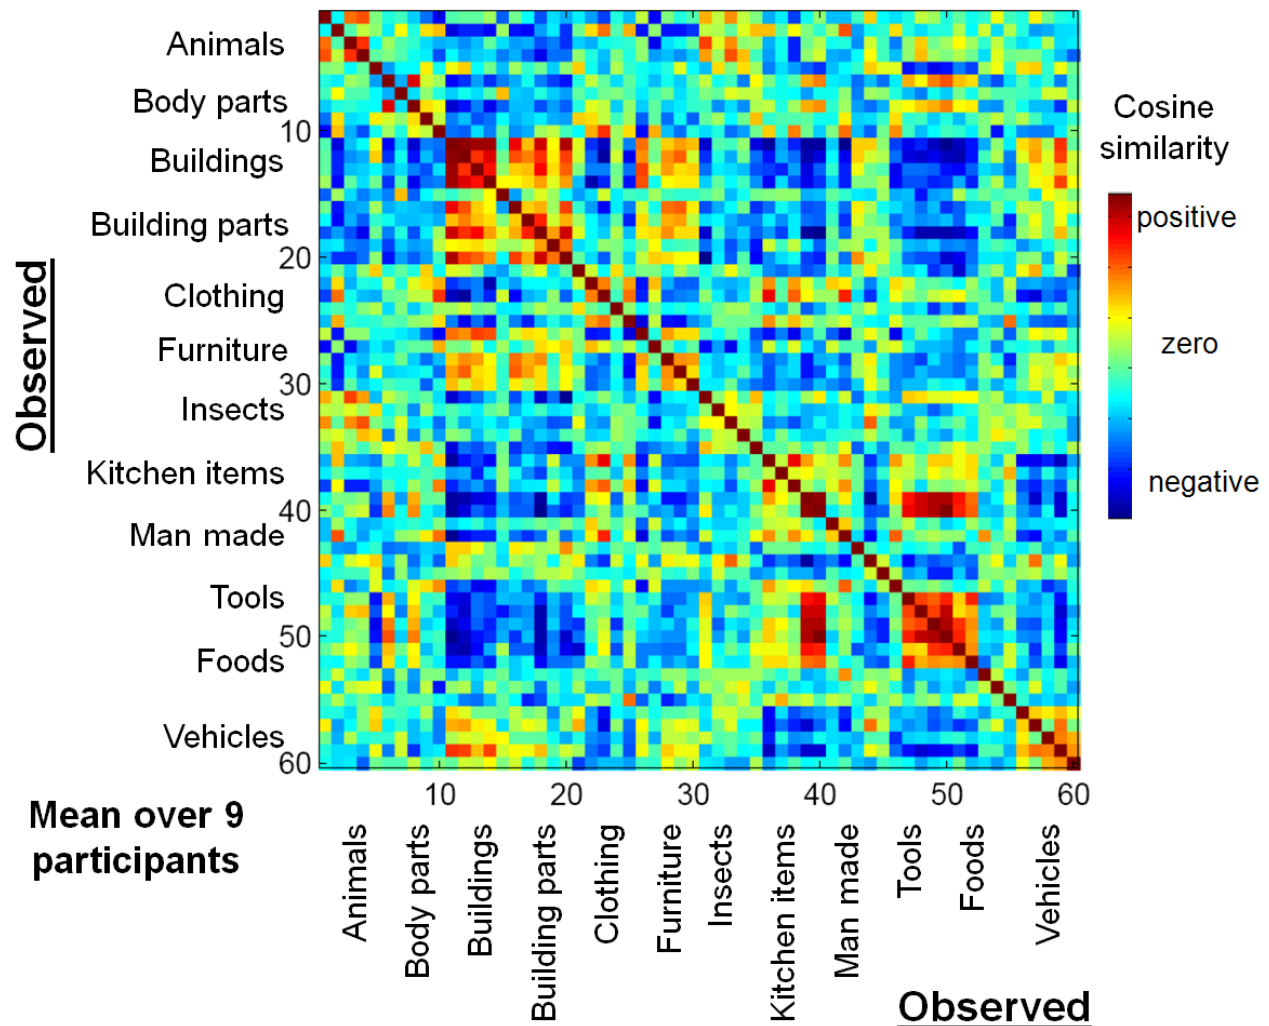 Animals
Body parts
10
Buildings
Building parts
20
Clothing
Furniture
30
Insects
Kitchen items
40
Man made
Tools
50
Foods
Vehicles
60
Observed
Cosine
similarity
positive
zero
negative
10 20 30 40 50 60
Mean over 9
participants
Animals
Body parts
Buildings
Building parts
Clothing
Furniture
Insects
Kitchen items
Man made
Tools
Foods
Vehicles
Observed